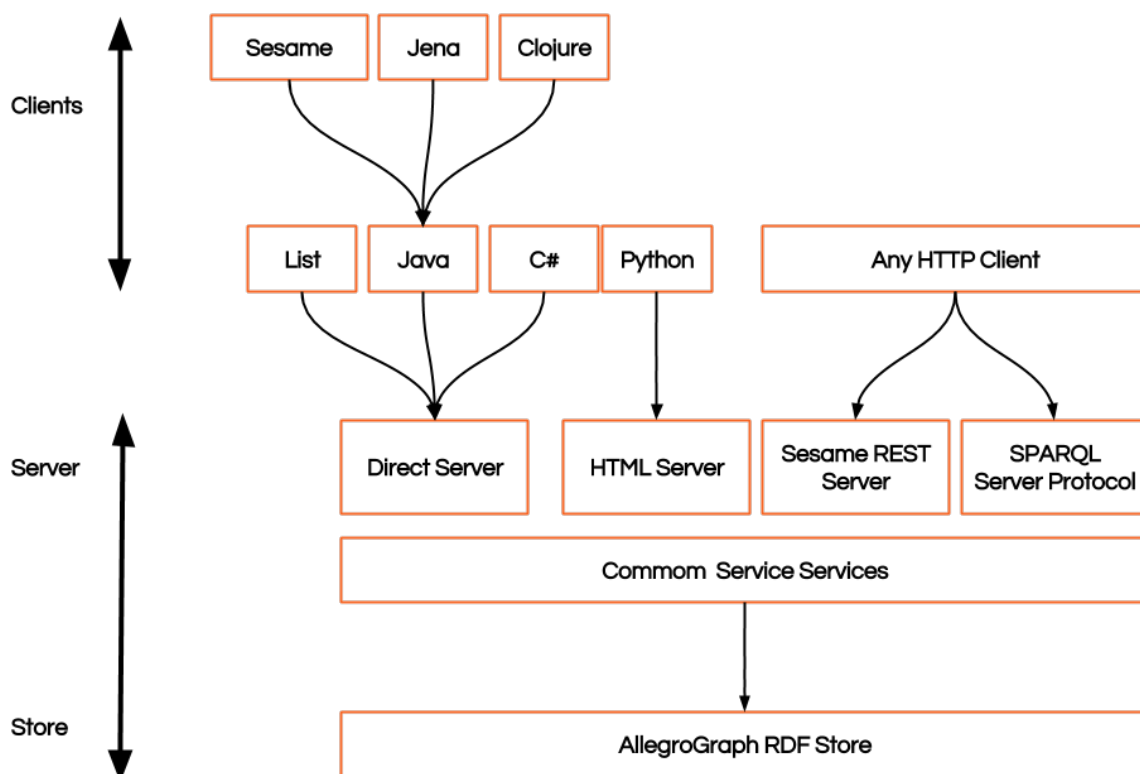 Sesame
Jena
Clojure
Clients
List
Java
C#
Python
Any HTTP Client
Direct Server
HTML Server
Sesame REST
Server
SPARQL
Server Protocol
Server
Commom Service Services
Store
AllegroGraph RDF Store